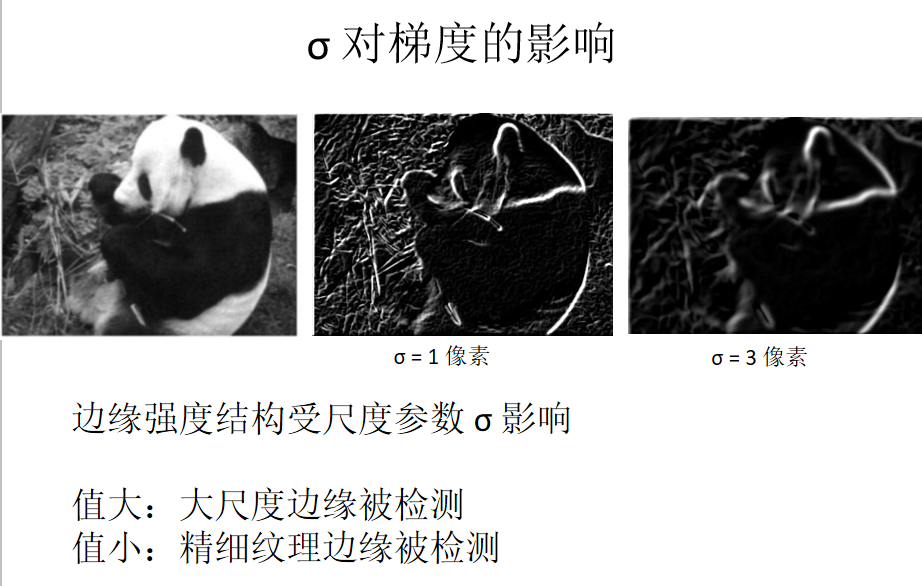 σ 对梯度的影响
σ = 1 像素
σ = 3 像素
边缘强度结构受尺度参数 σ 影响
值大：大尺度边缘被检测
值小：精细纹理边缘被检测